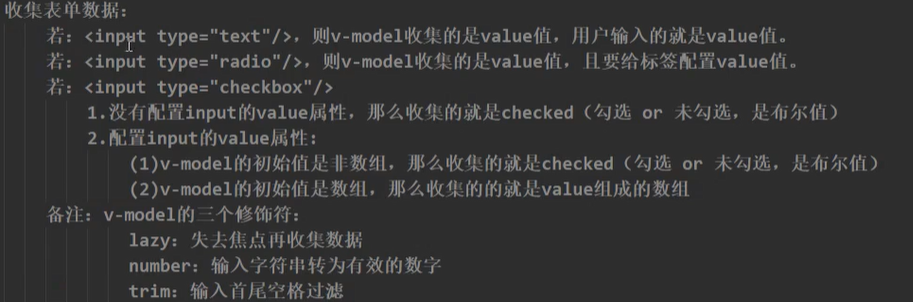 收集表单数据：
若：<input type="text"/>，则v-model收集的是value值，用户输入的就是value值。
若：<input type="radio"/>，则v-model收集的是value值，且要给标签配置value值。
若：<input type="checkbox"/>
1.没有配置input的value属性，那么收集的就是checked（勾选 or 未勾选，是布尔值）
2.配置input的value属性：
(1)v-model的初始值是非数组，那么收集的就是checked（勾选 or 未勾选，是布尔值）
(2)v-model的初始值是数组，那么收集的的就是value组成的数组
备注：v-model的三个修饰符：
lazy：失去焦点再收集数据
number：输入字符串转为有效的数字
trim：输入首尾空格过滤